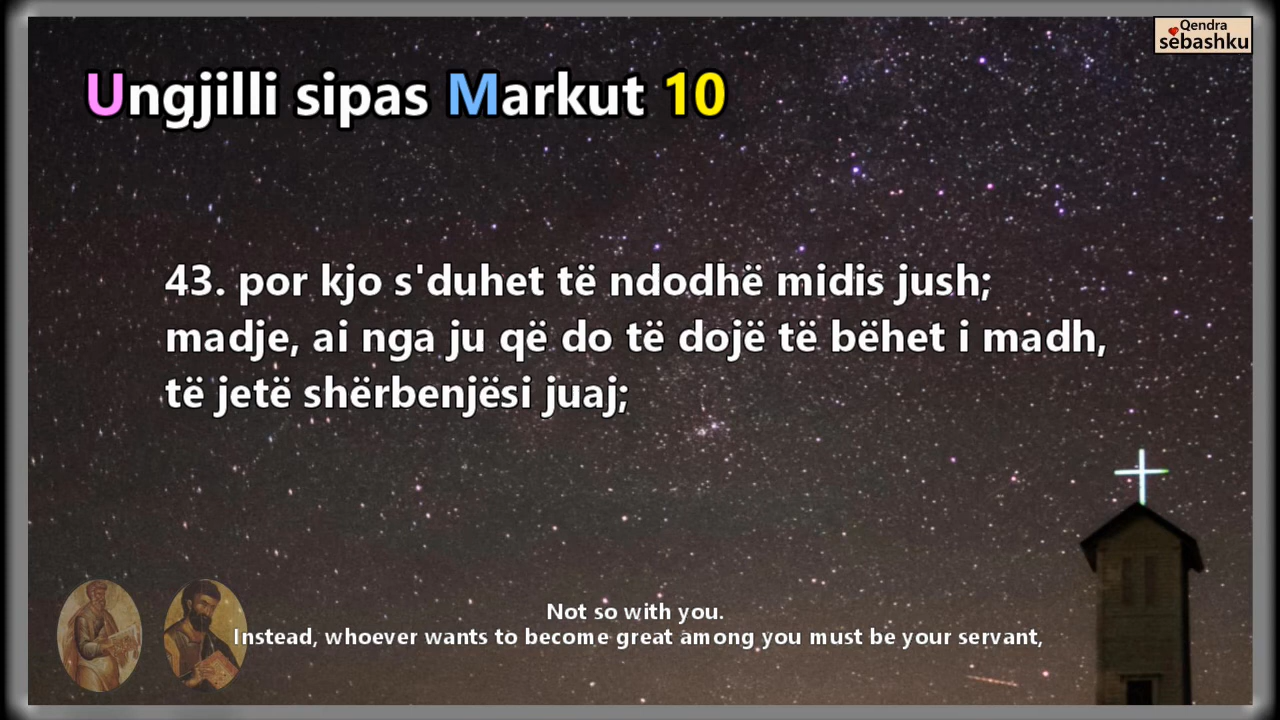 Qendra
sëbashku
Ungjilli sipas Markut 10
43. por kjo s'duhet të ndodhë midis jush;
madje, ai nga ju që do të dojë të bëhet i madh,
të jetë shërbenjësi juaj;
Not so with you.
Instead, whoever wants to become great among you must be your servant,